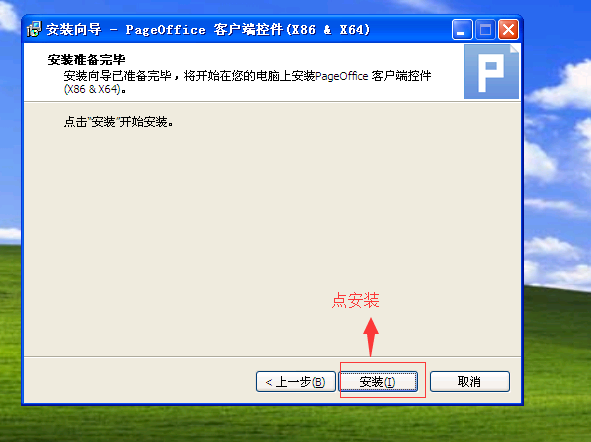 安装向导 - PageOffice 客户端控件(X86 & X64)
安装准备完毕
安装向导已准备完毕，将开始在您的电脑上安装PageOffice 客户端控件
(X86 & X64)。
P
点击"安装"开始安装。
点安装
< 上一步(B) 安装(I) 取消